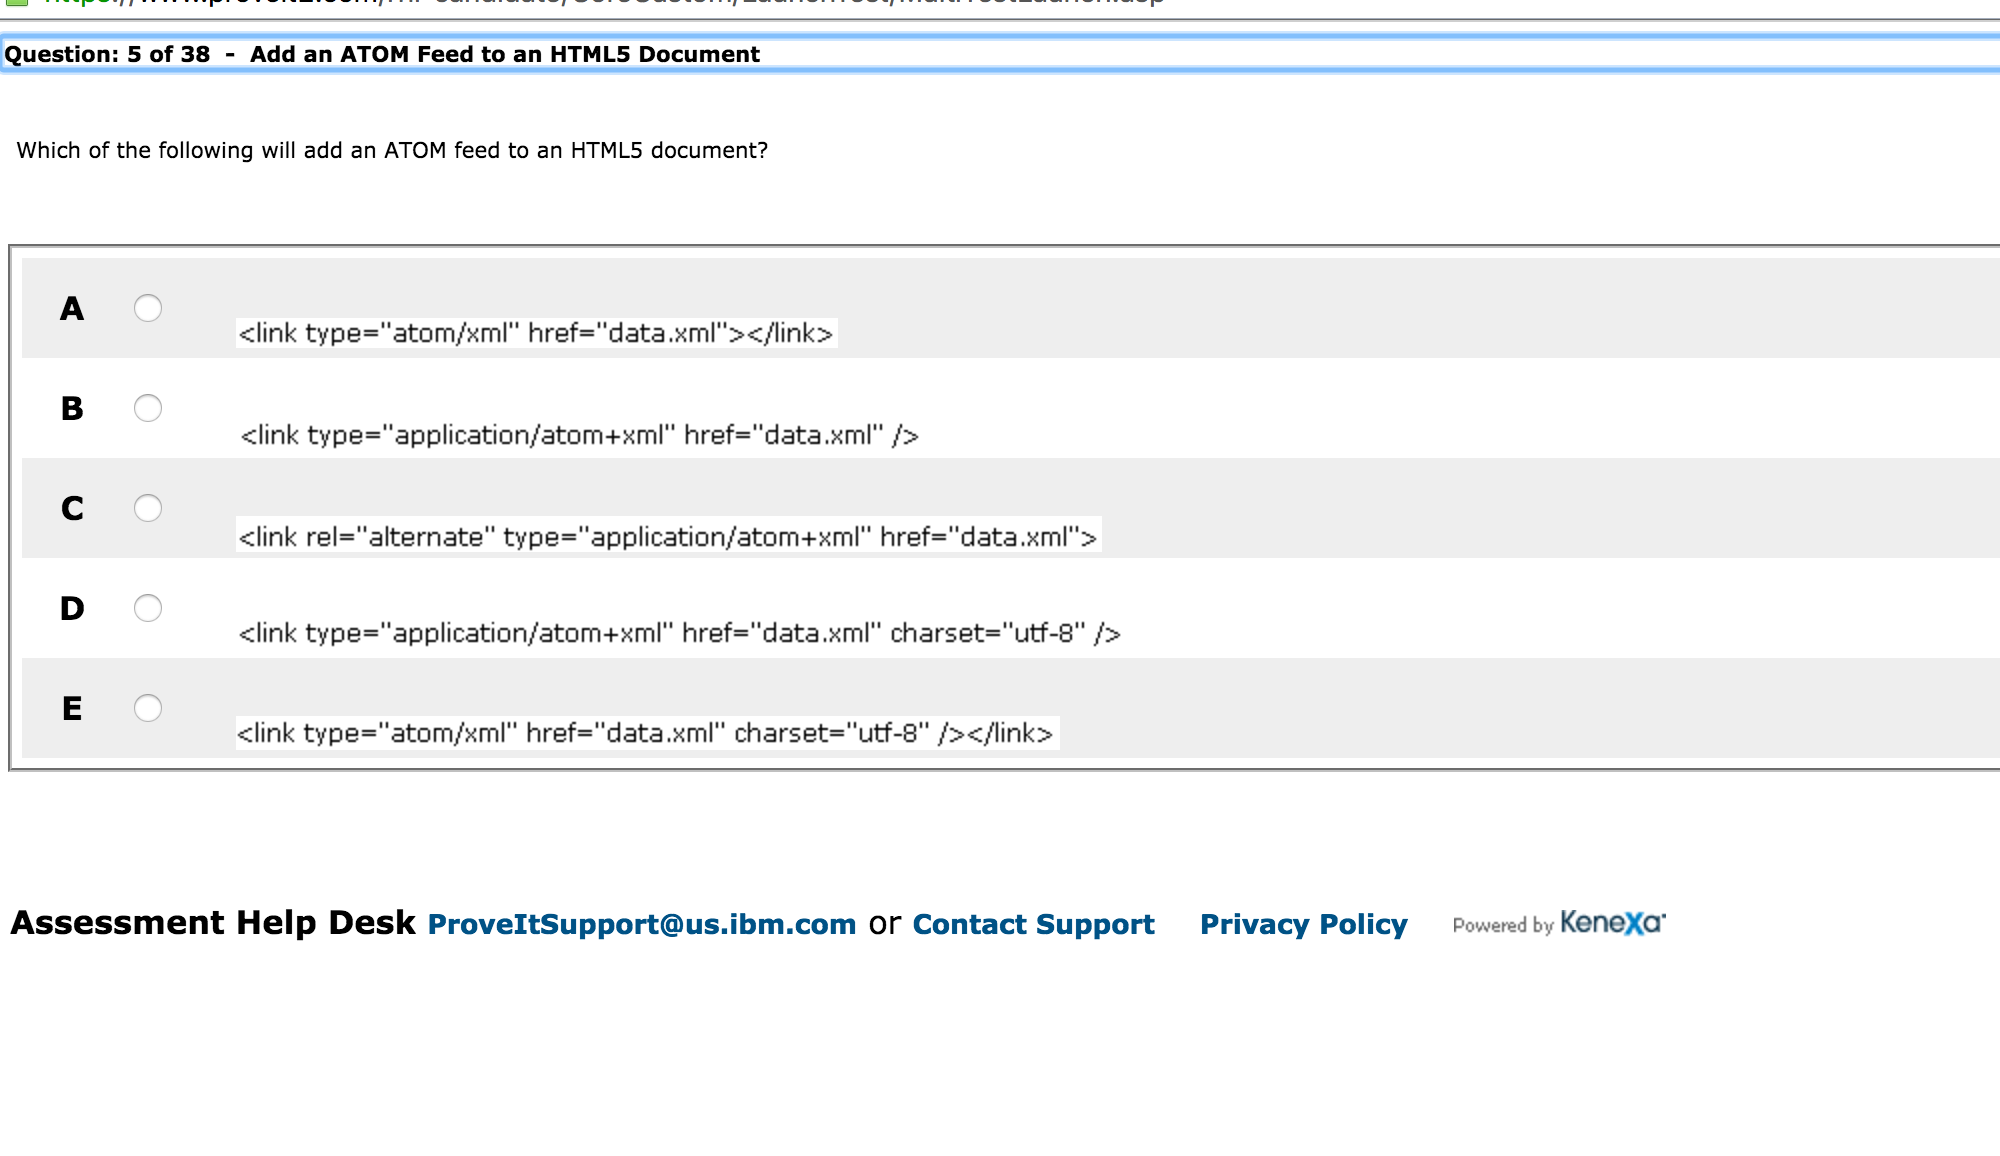 Question: 5 of 38 - Add an ATOM Feed to an HTML5 Document
Which of the following will add an ATOM feed to an HTML5 document?
A
<link type="atom/xml" href="data.xml"></link>
B
<link type="application/atom+xml" href="data.xml" />
C
<link rel="alternate" type="application/atom+xml" href="data.xml">
D
<link type="application/atom+xml" href="data.xml" charset="utf-8" />
E
<link type="atom/xml" href="data.xml" charset="utf-8" /></link>
Assessment Help Desk ProveItSupport@us.ibm.com or Contact Support Privacy Policy Powered by Kenexa